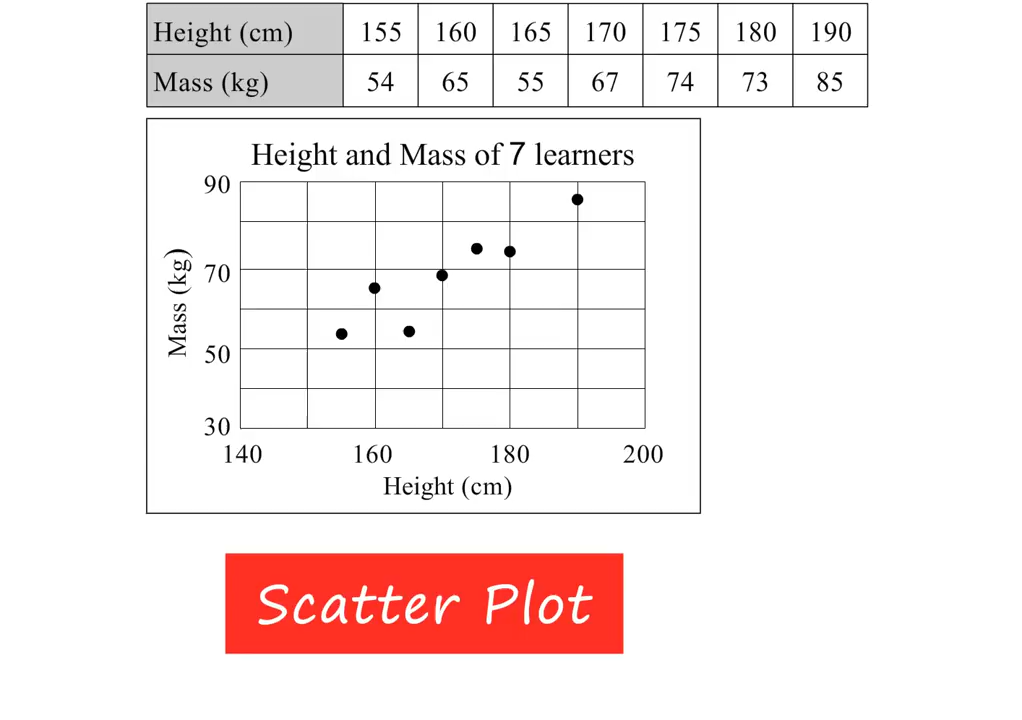 Height (cm) 155 160 165 170 175 180 190
Mass (kg) 54 65 55 67 74 73 85
Height and Mass of 7 learners
90
70
50
30
Mass (kg)
140 160 180 200
Height (cm)
Scatter Plot